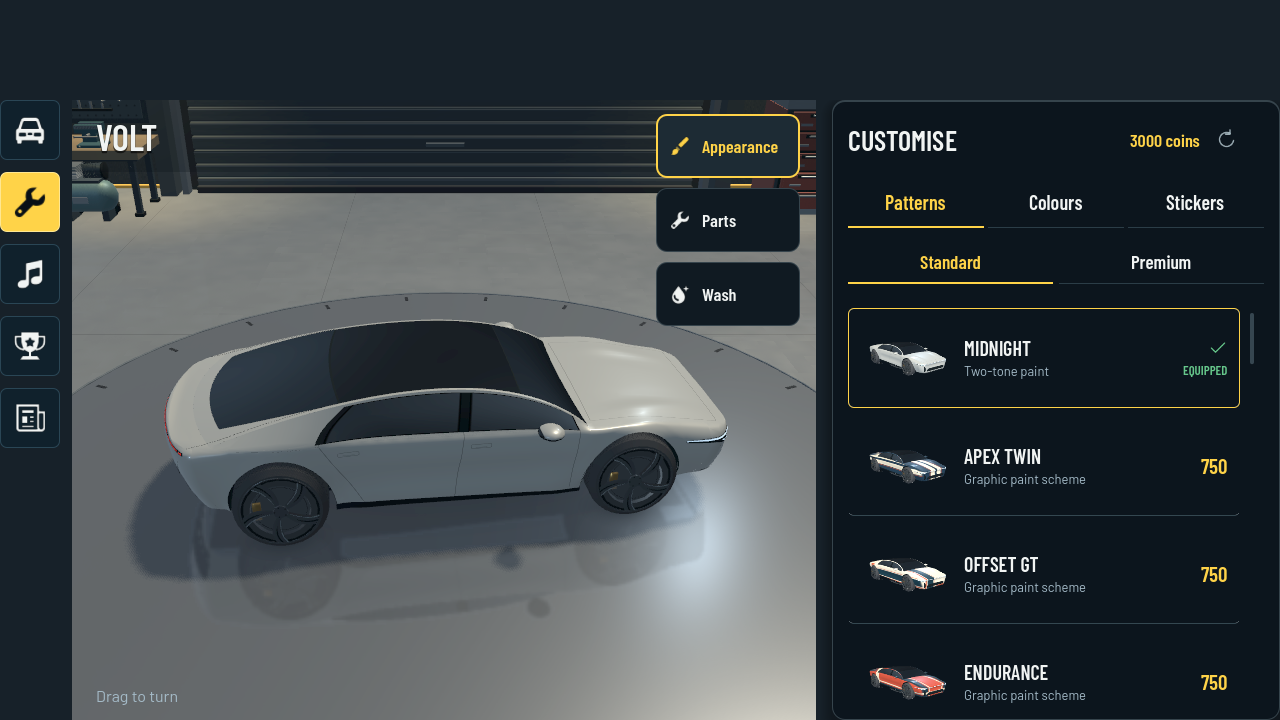 VOLT
Appearance
Parts
Wash
Drag to turn
CUSTOMISE
3000 coins
Patterns
Colours
Stickers
Standard
Premium
MIDNIGHT
Two-tone paint
EQUIPPED
APEX TWIN
Graphic paint scheme
750
OFFSET GT
Graphic paint scheme
750
ENDURANCE
Graphic paint scheme
750